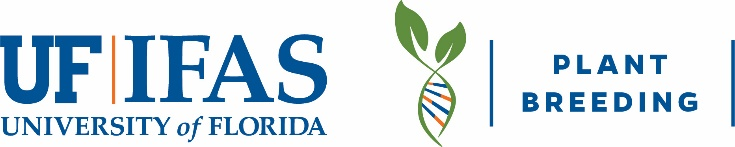 UF|IFAS
UNIVERSITY of FLORIDA
PLANT
BREEDING